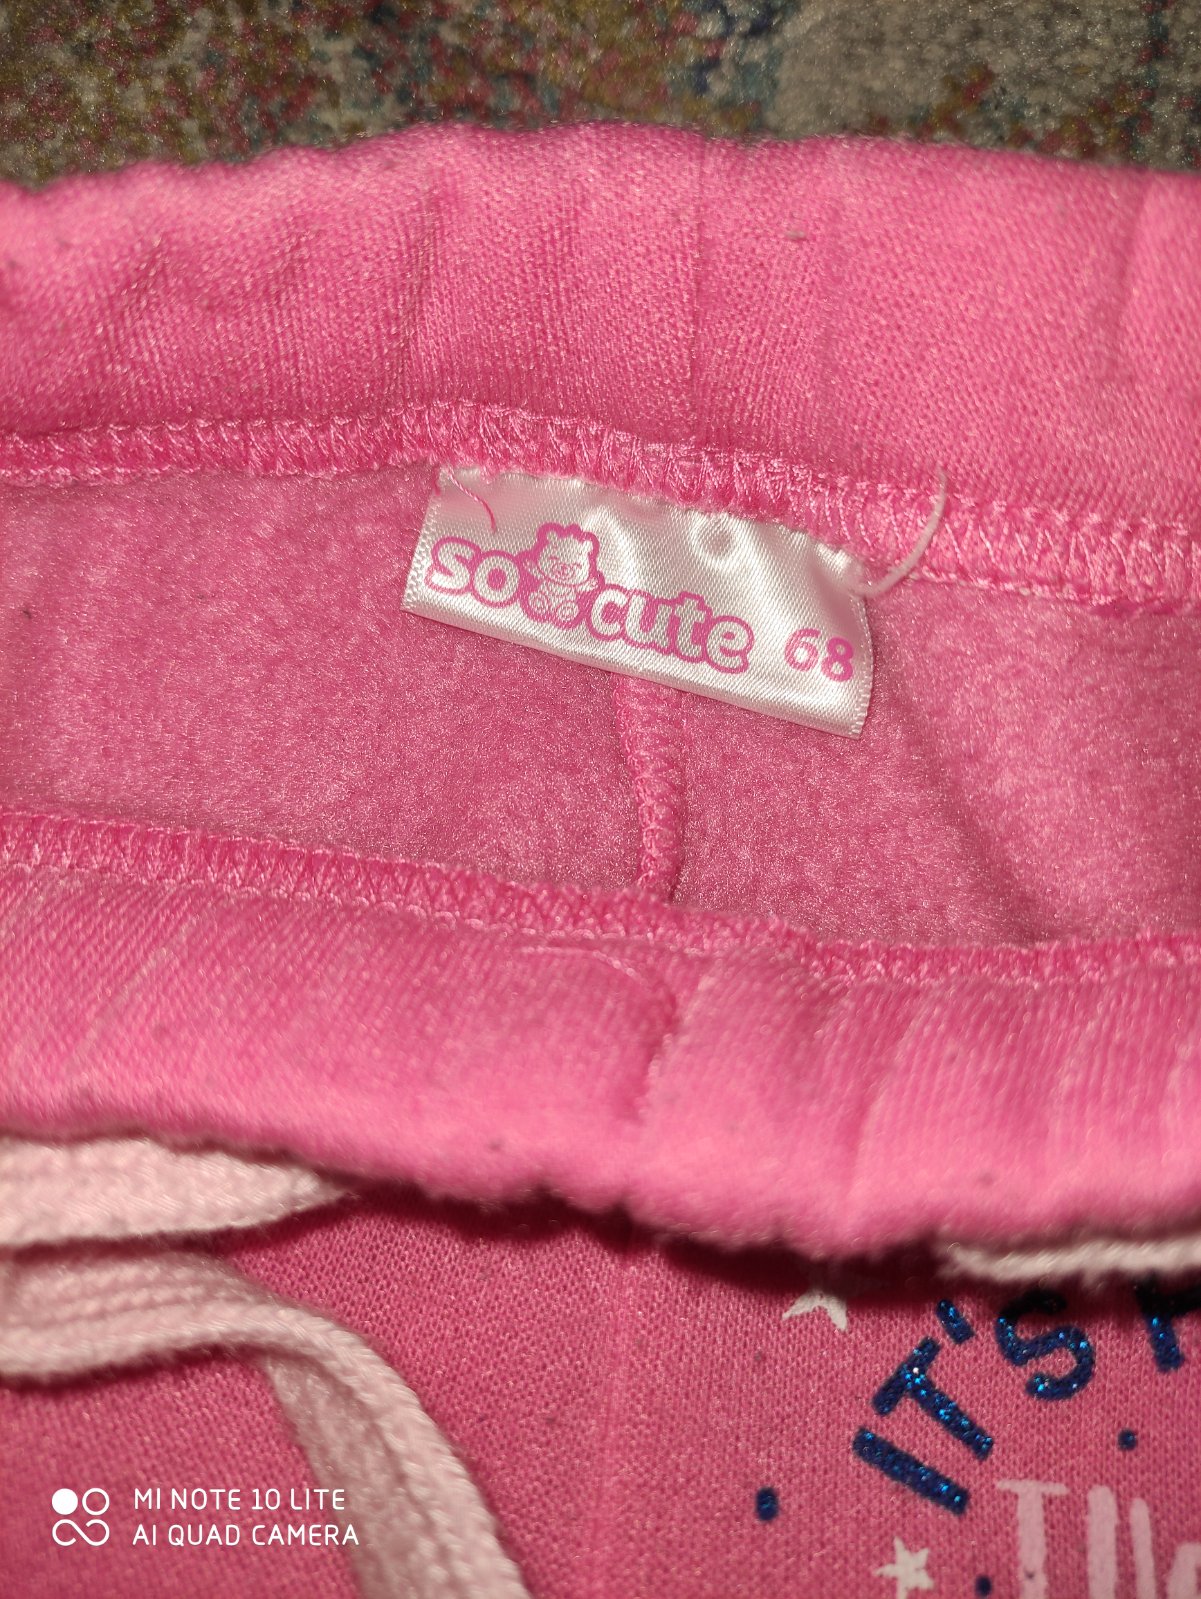 so cute 68
IT'S
MI NOTE 10 LITE
AI QUAD CAMERA